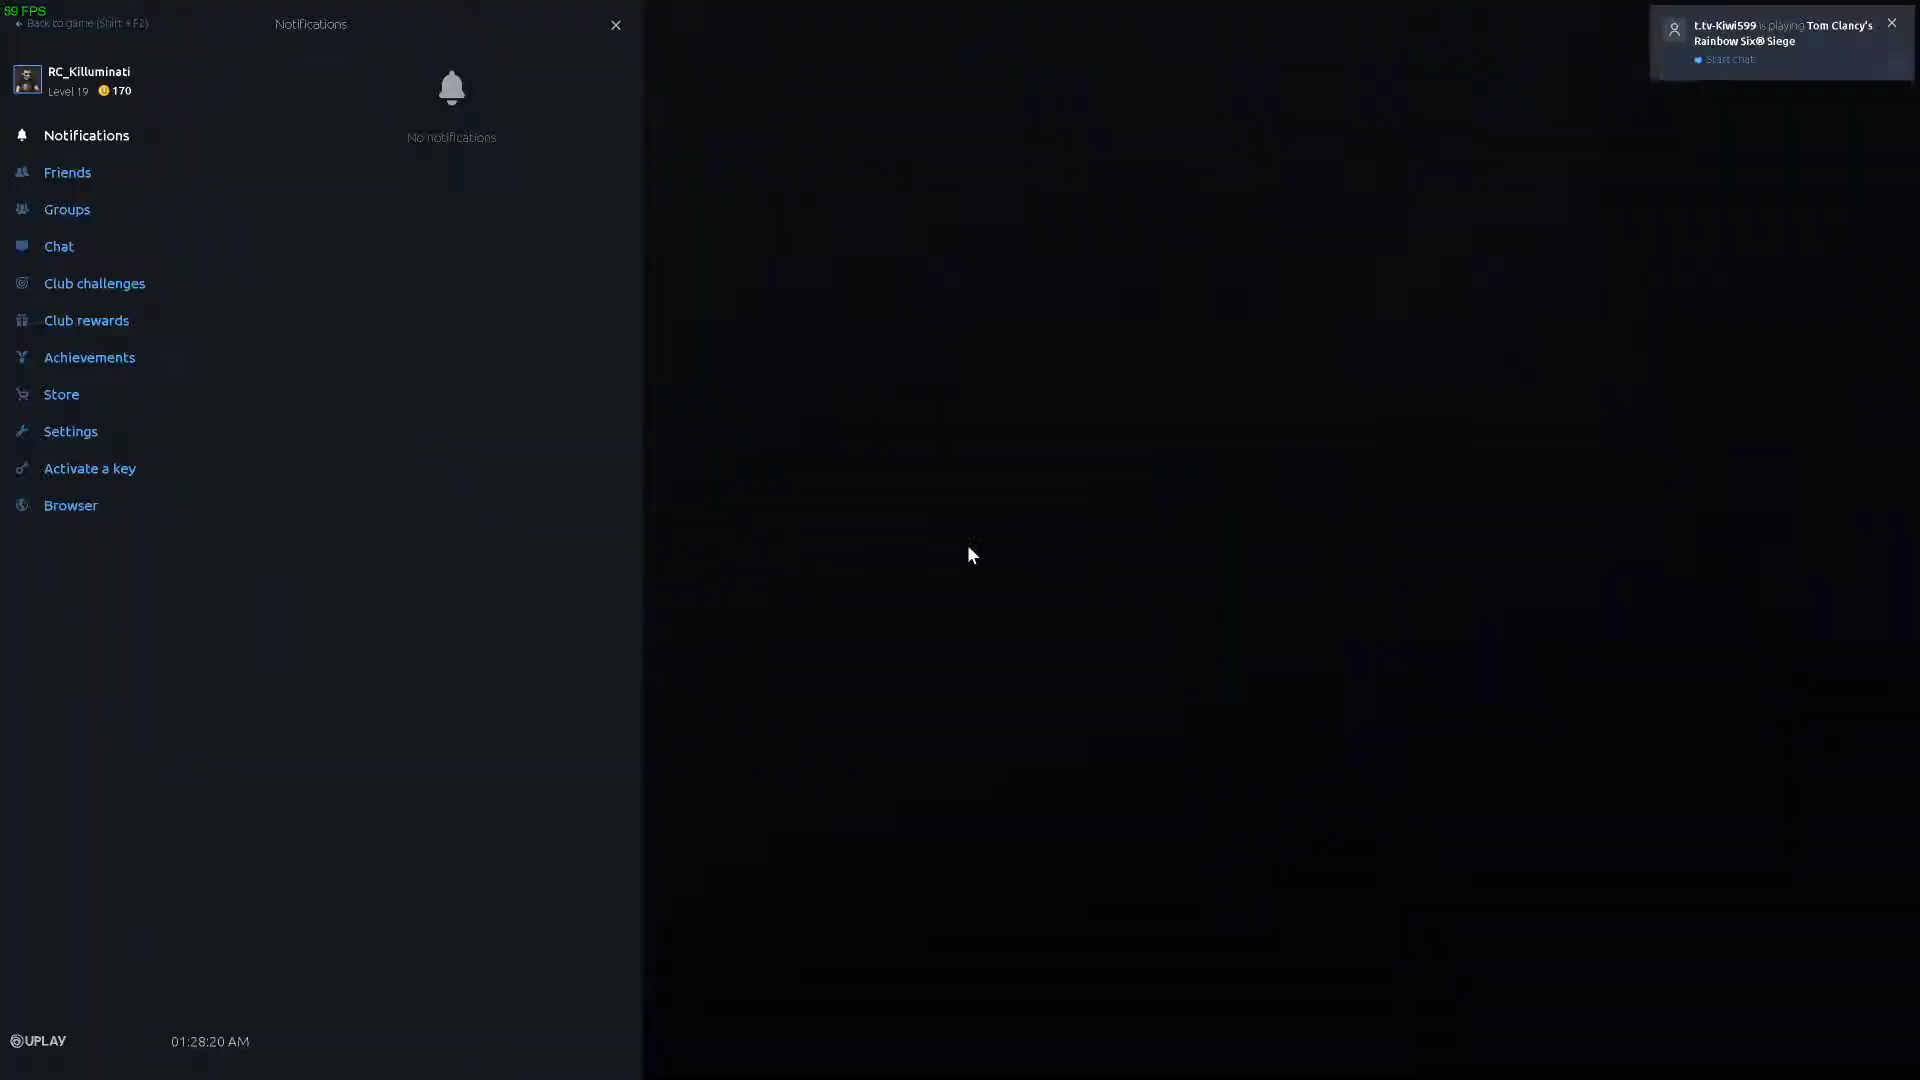 59 FPS
Back to game (Shift + F2)
Notifications
RC_Killuminati
Level 19 170
No notifications
Notifications
Friends
Groups
Chat
Club challenges
Club rewards
Achievements
Store
Settings
Activate a key
Browser
UPLAY
01:28:20 AM
t.tv-Kiwi599 is playing Tom Clancy's
Rainbow Six® Siege
Start chat